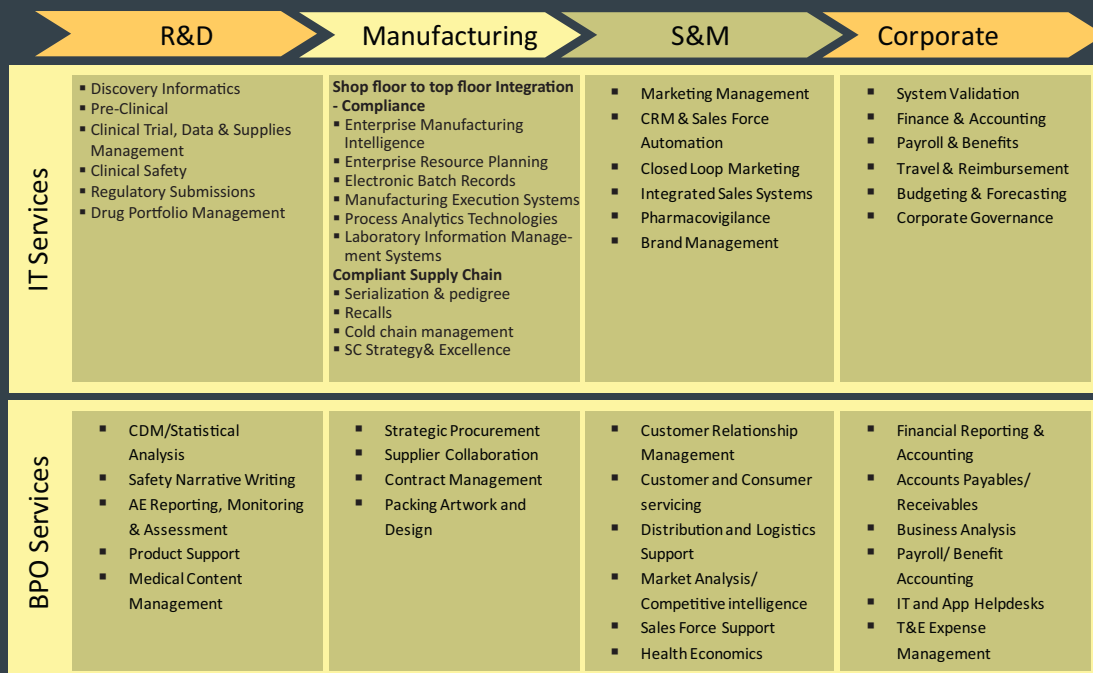 R&D
Manufacturing
S&M
Corporate
IT Services
▪ Discovery Informatics
▪ Pre-Clinical
▪ Clinical Trial, Data & Supplies
Management
▪ Clinical Safety
▪ Regulatory Submissions
▪ Drug Portfolio Management
Shop floor to top floor Integration
- Compliance
▪ Enterprise Manufacturing
Intelligence
▪ Enterprise Resource Planning
▪ Electronic Batch Records
▪ Manufacturing Execution Systems
▪ Process Analytics Technologies
▪ Laboratory Information Manage-
ment Systems
Compliant Supply Chain
▪ Serialization & pedigree
▪ Recalls
▪ Cold chain management
▪ SC Strategy& Excellence
▪ Marketing Management
▪ CRM & Sales Force
Automation
▪ Closed Loop Marketing
▪ Integrated Sales Systems
▪ Pharmacovigilance
▪ Brand Management
▪ System Validation
▪ Finance & Accounting
▪ Payroll & Benefits
▪ Travel & Reimbursement
▪ Budgeting & Forecasting
▪ Corporate Governance
BPO Services
▪ CDM/Statistical
Analysis
▪ Safety Narrative Writing
▪ AE Reporting, Monitoring
& Assessment
▪ Product Support
▪ Medical Content
Management
▪ Strategic Procurement
▪ Supplier Collaboration
▪ Contract Management
▪ Packing Artwork and
Design
▪ Customer Relationship
Management
▪ Customer and Consumer
servicing
▪ Distribution and Logistics
Support
▪ Market Analysis/
Competitive intelligence
▪ Sales Force Support
▪ Health Economics
▪ Financial Reporting &
Accounting
▪ Accounts Payables/
Receivables
▪ Business Analysis
▪ Payroll/ Benefit
Accounting
▪ IT and App Helpdesks
▪ T&E Expense
Management